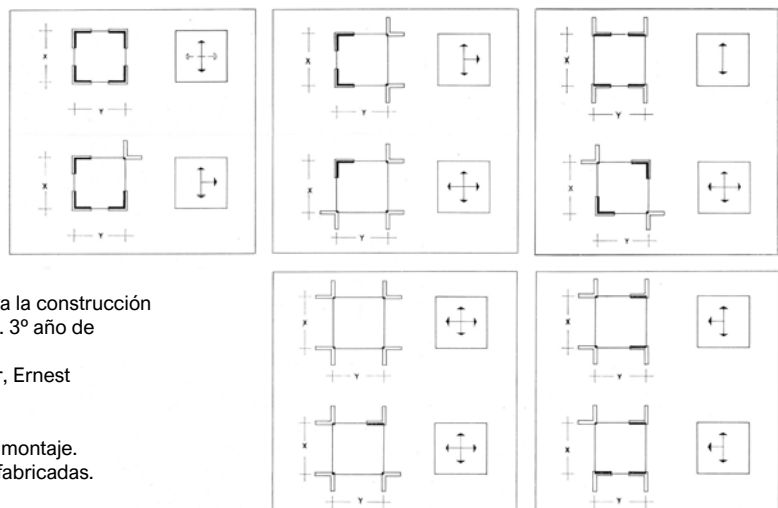 X
Y
X
Y
X
Y
X
Y
X
Y
X
Y
a la construcción
. 3º año de
r, Ernest
montaje.
fabricadas.
X
Y
X
Y
X
Y
X
Y